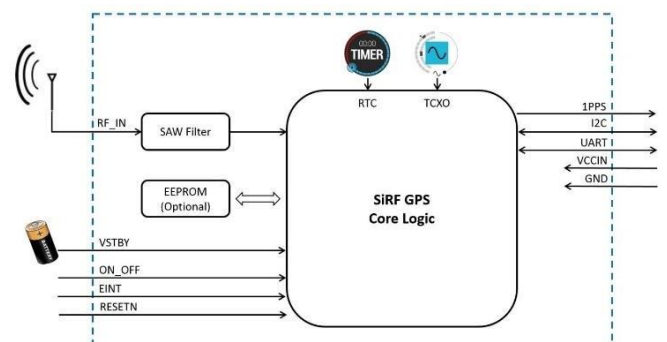 00:00
TIMER
RTC
TCXO
RF_IN
SAW Filter
1PPS
I2C
UART
VCCIN
GND
EEPROM
(Optional)
SiRF GPS
Core Logic
BATTERY
VSTBY
ON_OFF
EINT
RESETN